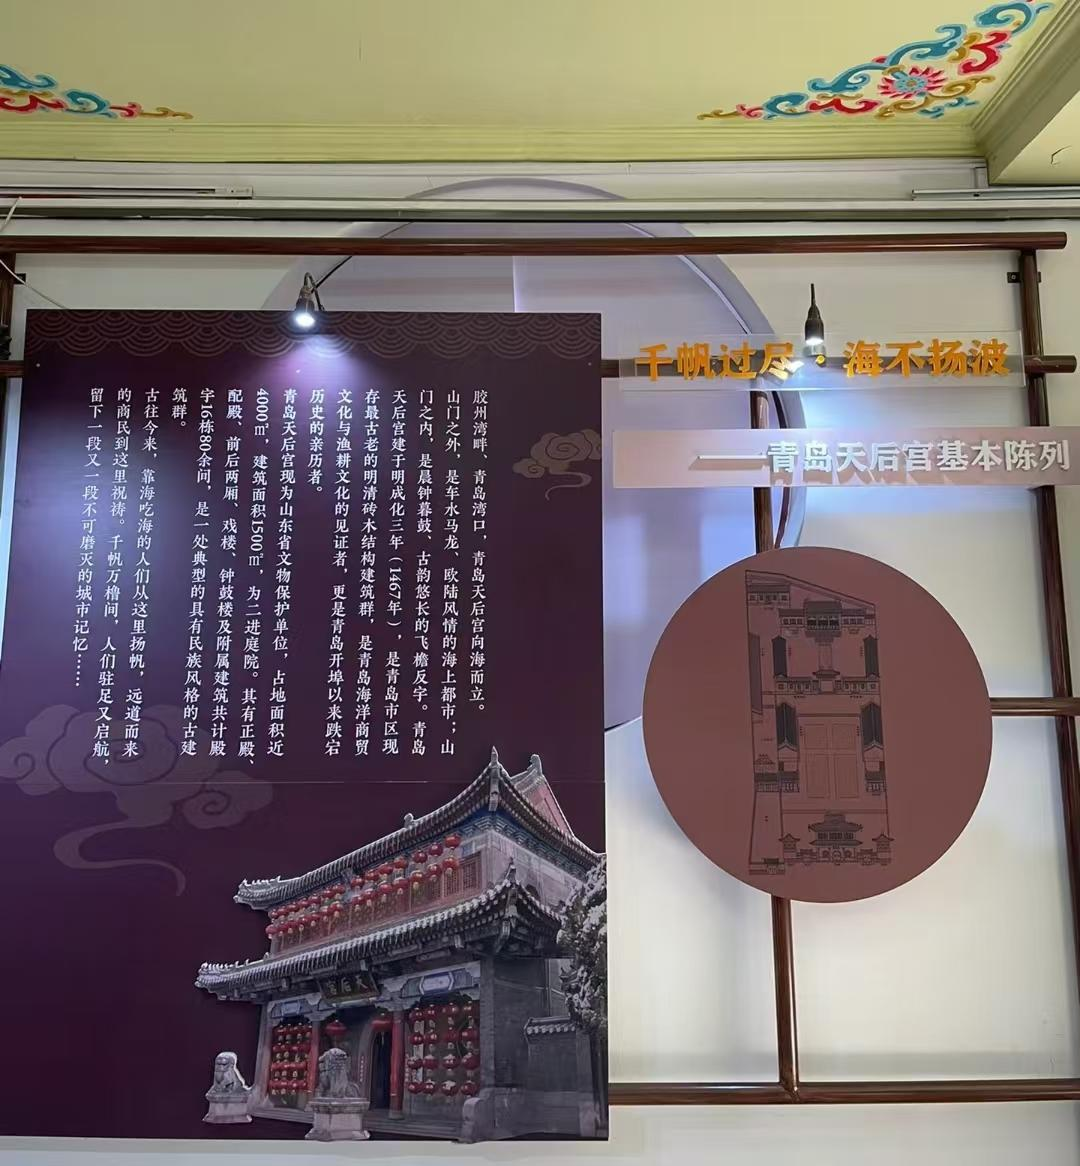 千帆过尽·海不扬波
——青岛天后宫基本陈列
胶州湾畔、青岛湾口，青岛天后宫向海而立。
山门之外，是车水马龙、欧陆风情的海上都市；山
门之内，是晨钟暮鼓、古韵悠长的飞檐反宇。青岛
天后宫建于明成化三年（1467年），是青岛市区现
存最古老的明清砖木结构建筑群，是青岛海洋商贸
文化与渔耕文化的见证者，更是青岛开埠以来跌宕
历史的亲历者。
青岛天后宫现为山东省文物保护单位，占地面积近
4000㎡，建筑面积1500㎡，为二进庭院。其有正殿、
配殿、前后两厢、戏楼、钟鼓楼及附属建筑共计殿
宇16栋80余间，是一处典型的具有民族风格的古建
筑群。
古往今来，靠海吃海的人们从这里扬帆，远道而来
的商民到这里祝祷。千帆万橹间，人们驻足又启航，
留下一段又一段不可磨灭的城市记忆……
天后宫